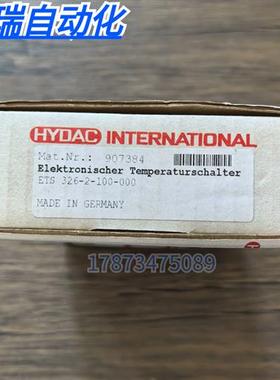 瑞自动化
HYDAC INTERNATIONAL
Mat.Nr.: 907384
Elektronischer Temperaturschalter
ETS 326-2-100-000
MADE IN GERMANY
17873475089